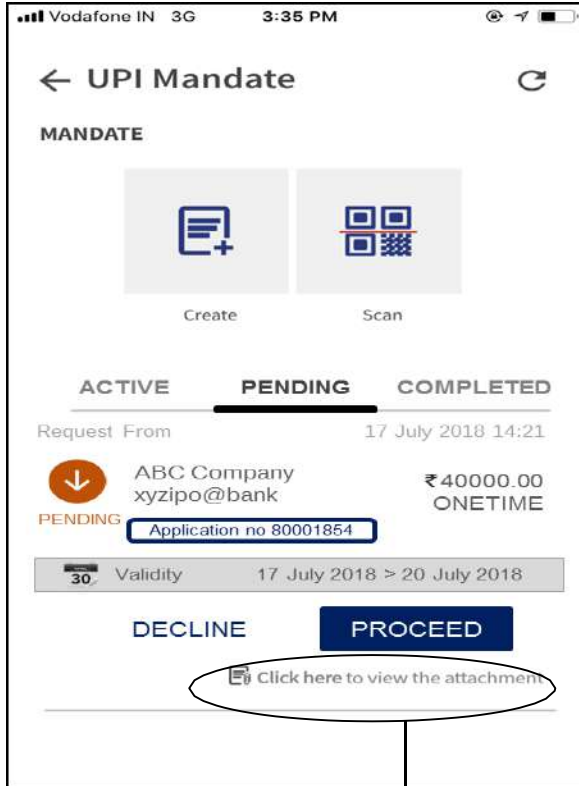 Vodafone IN 3G 3:35 PM
← UPI Mandate
MANDATE
Create Scan
ACTIVE PENDING COMPLETED
Request From 17 July 2018 14:21
ABC Company ₹40000.00
xyzipo@bank ONETIME
PENDING
Application no 80001854
30 Validity 17 July 2018 > 20 July 2018
DECLINE PROCEED
Click here to view the attachment